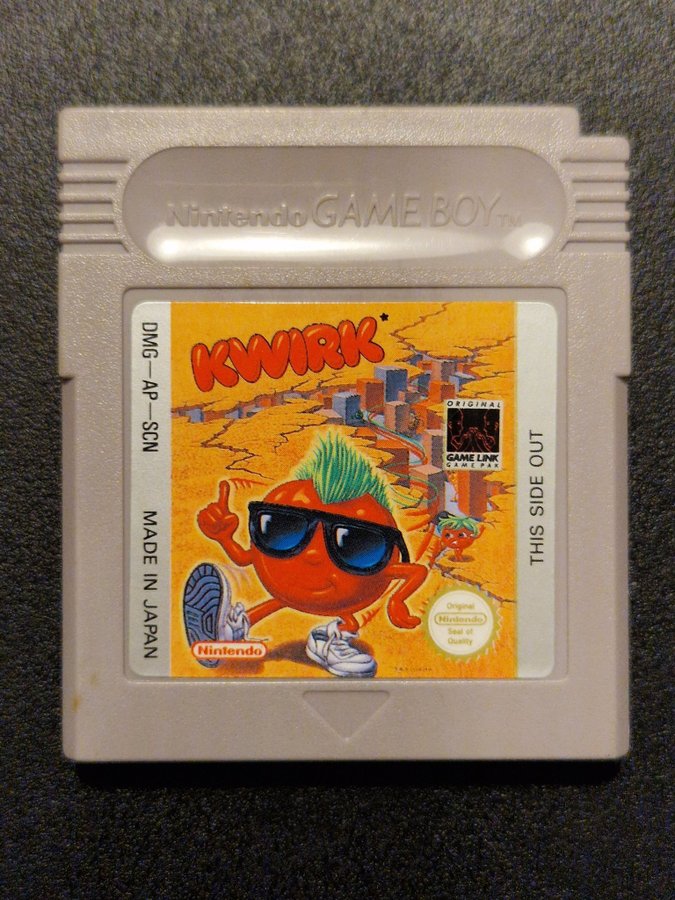 Nintendo GAME BOY TM
KWIRK*
DMG—AP—SCN
MADE IN JAPAN
ORIGINAL
GAME LINK
GAME PAK
THIS SIDE OUT
Original
Nintendo
Seal of
Quality
Nintendo